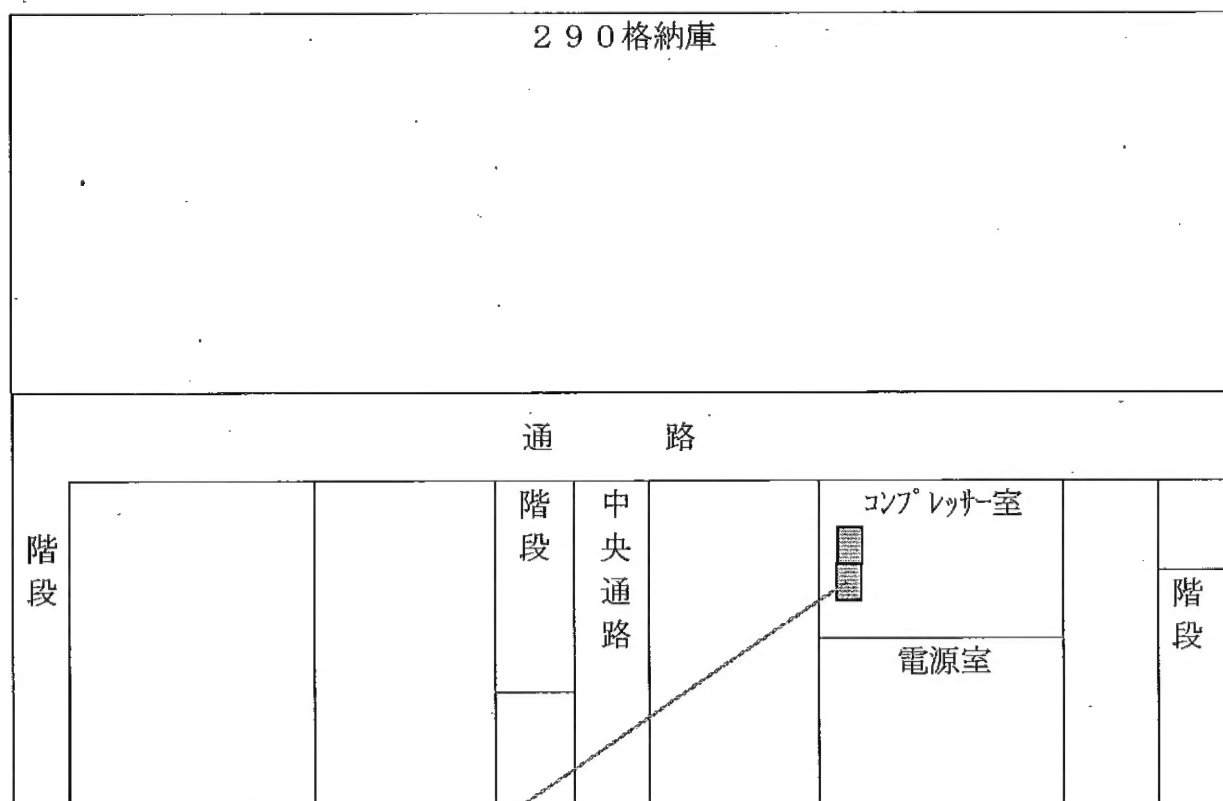 ２９０格納庫
通　路
階段
階段
中央通路
ｺﾝﾌﾟﾚｯｻｰ室
電源室
階段